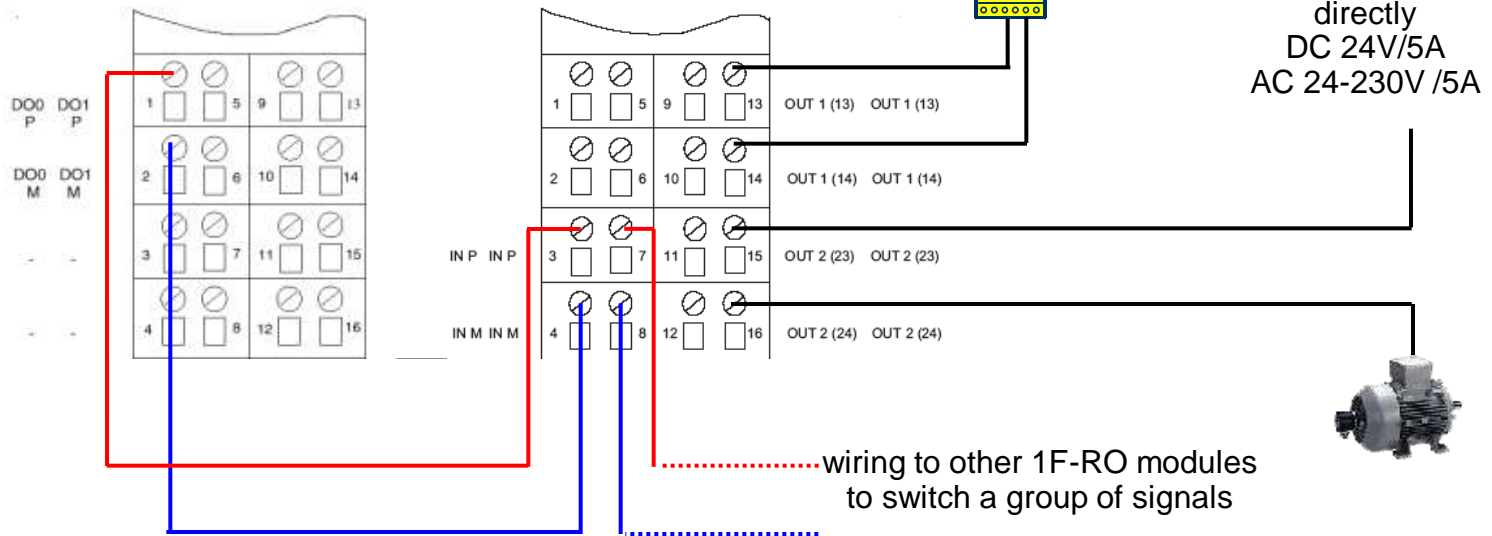 directly
DC 24V/5A
AC 24-230V /5A
DO0 DO1
P P
1 5 9 13
1 5 9 13
OUT 1 (13) OUT 1 (13)
DO0 DO1
M M
2 6 10 14
2 6 10 14
OUT 1 (14) OUT 1 (14)
- -
3 7 11 15
IN P IN P
3 7 11 15
OUT 2 (23) OUT 2 (23)
- -
4 8 12 16
IN M IN M
4 8 12 16
OUT 2 (24) OUT 2 (24)
wiring to other 1F-RO modules
to switch a group of signals